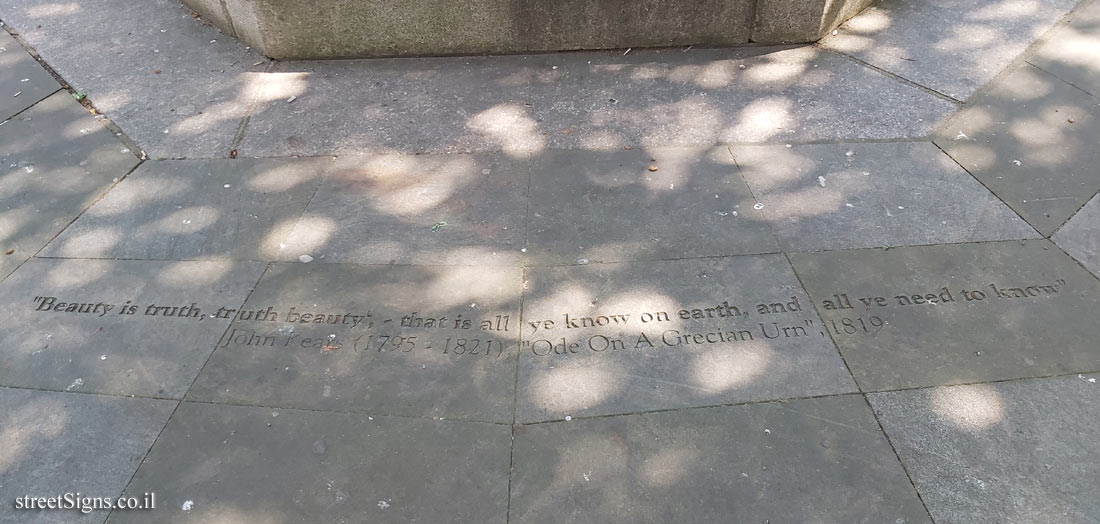 "Beauty is truth, truth beauty', - that is all ye know on earth, and all ye need to know"
John Keats (1795 - 1821), "Ode On A Grecian Urn", 1819
streetSigns.co.il